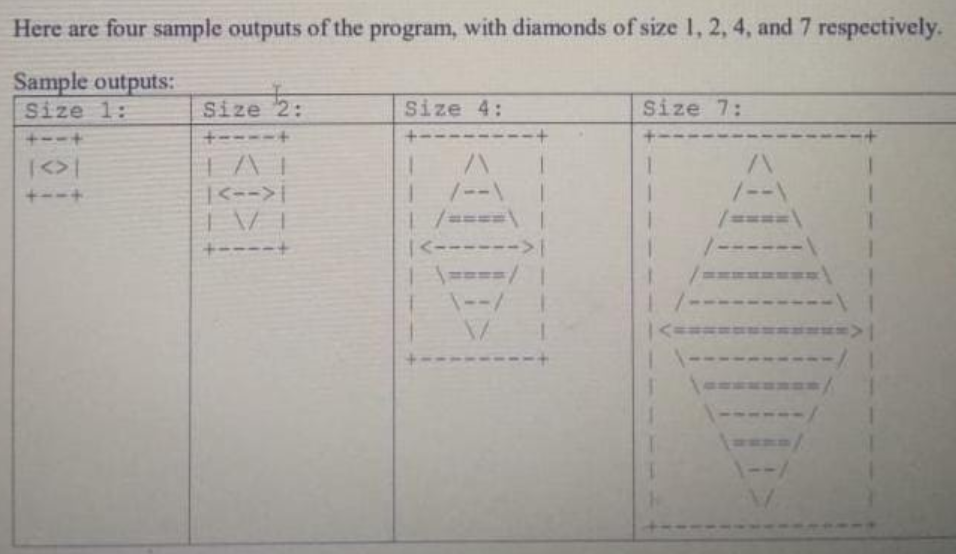 Here are four sample outputs of the program, with diamonds of size 1, 2, 4, and 7 respectively.
Sample outputs:
Size 1:
+--+
|<>|
+--+
Size 2:
+----+
| /\ |
|<-->|
| \/ |
+----+
Size 4:
+--------+
|   /\   |
|  /--\  |
| /====\ |
|<------>|
| \====/ |
|  \--/  |
|   \/   |
+--------+
Size 7:
+--------------+
|      /\      |
|     /--\     |
|    /====\    |
|   /------\   |
|  /========\  |
| /----------\ |
|<============>|
| \----------/ |
|  \========/  |
|   \------/   |
|    \====/    |
|     \--/     |
|      \/      |
+--------------+